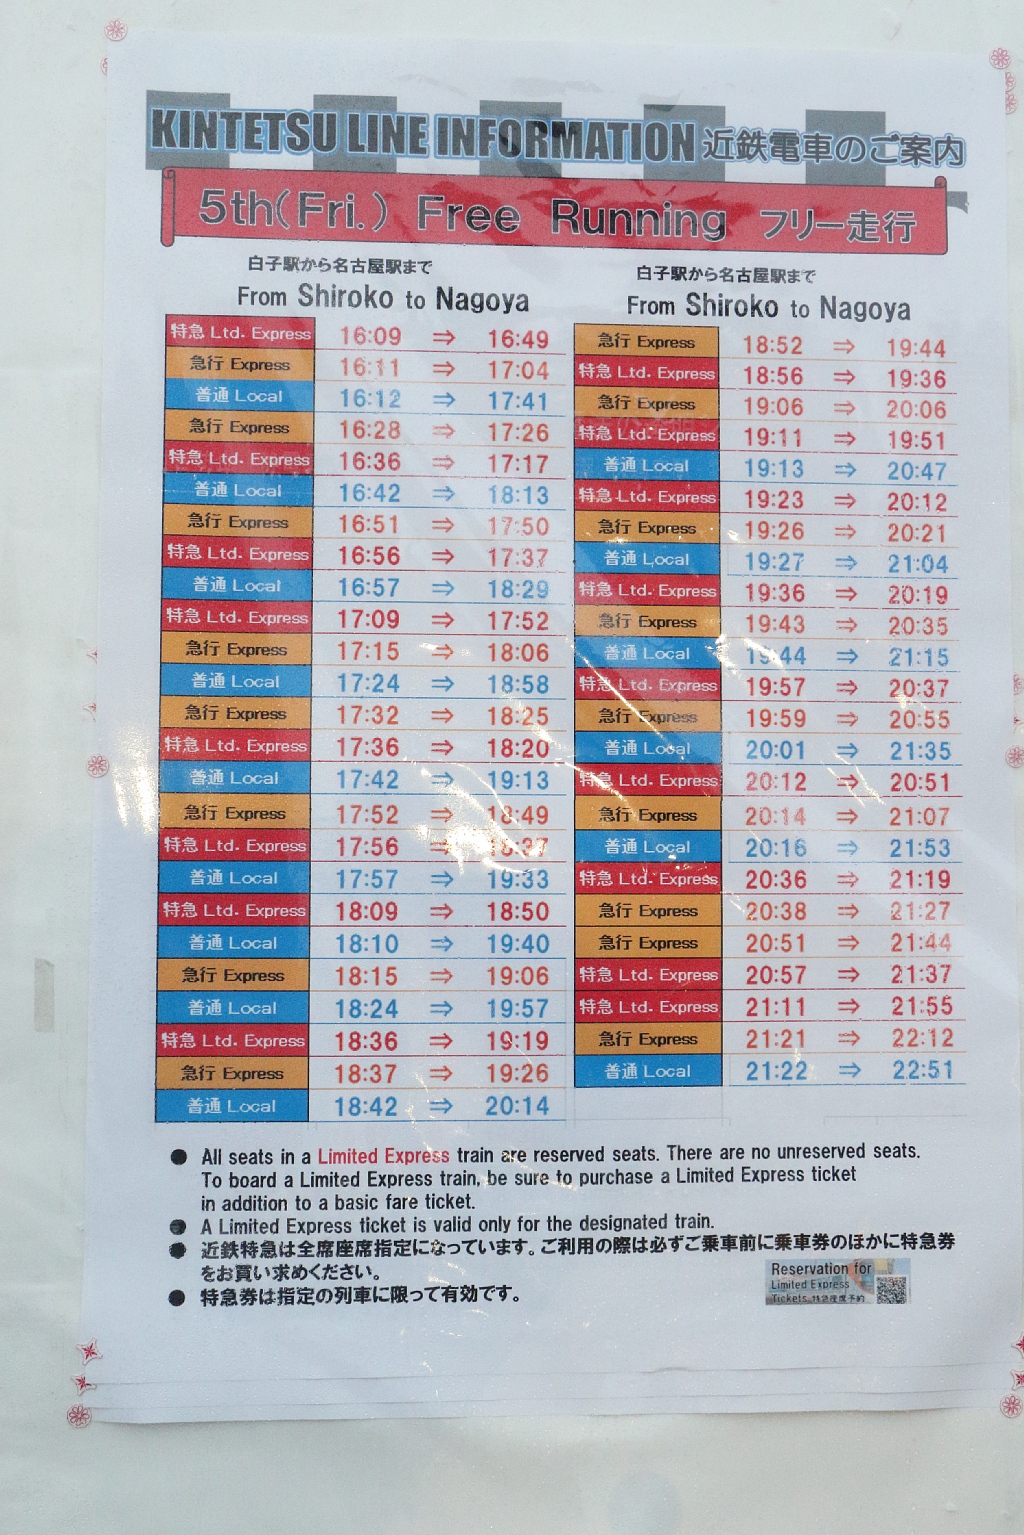 KINTETSU LINE INFORMATION 近鉄電車のご案内
5th(Fri.) Free Running フリー走行
白子駅から名古屋駅まで
From Shiroko to Nagoya
特急 Ltd. Express 16:09 ⇒ 16:49
急行 Express 16:11 ⇒ 17:04
普通 Local 16:12 ⇒ 17:41
急行 Express 16:28 ⇒ 17:26
特急 Ltd. Express 16:36 ⇒ 17:17
普通 Local 16:42 ⇒ 18:13
急行 Express 16:51 ⇒ 17:50
特急 Ltd. Express 16:56 ⇒ 17:37
普通 Local 16:57 ⇒ 18:29
特急 Ltd. Express 17:09 ⇒ 17:52
急行 Express 17:15 ⇒ 18:06
普通 Local 17:24 ⇒ 18:58
急行 Express 17:32 ⇒ 18:25
特急 Ltd. Express 17:36 ⇒ 18:20
普通 Local 17:42 ⇒ 19:13
急行 Express 17:52 ⇒ 18:49
特急 Ltd. Express 17:56 ⇒
普通 Local 17:57 ⇒ 19:33
特急 Ltd. Express 18:09 ⇒ 18:50
普通 Local 18:10 ⇒ 19:40
急行 Express 18:15 ⇒ 19:06
普通 Local 18:24 ⇒ 19:57
特急 Ltd. Express 18:36 ⇒ 19:19
急行 Express 18:37 ⇒ 19:26
普通 Local 18:42 ⇒ 20:14
白子駅から名古屋駅まで
From Shiroko to Nagoya
急行 Express 18:52 ⇒ 19:44
特急 Ltd. Express 18:56 ⇒ 19:36
急行 Express 19:06 ⇒ 20:06
特急 Ltd. Express 19:11 ⇒ 19:51
普通 Local 19:13 ⇒ 20:47
特急 Ltd. Express 19:23 ⇒ 20:12
急行 Express 19:26 ⇒ 20:21
普通 Local 19:27 ⇒ 21:04
特急 Ltd. Express 19:36 ⇒ 20:19
急行 Express 19:43 ⇒ 20:35
普通 Local 19:44 ⇒ 21:15
特急 Ltd. Express 19:57 ⇒ 20:37
急行 Express 19:59 ⇒ 20:55
普通 Local 20:01 ⇒ 21:35
特急 Ltd. Express 20:12 ⇒ 20:51
急行 Express 20:14 ⇒ 21:07
普通 Local 20:16 ⇒ 21:53
特急 Ltd. Express 20:36 ⇒ 21:19
急行 Express 20:38 ⇒ 21:27
急行 Express 20:51 ⇒ 21:44
特急 Ltd. Express 20:57 ⇒ 21:37
特急 Ltd. Express 21:11 ⇒ 21:55
急行 Express 21:21 ⇒ 22:12
普通 Local 21:22 ⇒ 22:51
● All seats in a Limited Express train are reserved seats. There are no unreserved seats.
To board a Limited Express train, be sure to purchase a Limited Express ticket
in addition to a basic fare ticket.
● A Limited Express ticket is valid only for the designated train.
● 近鉄特急は全席座席指定になっています。ご利用の際は必ずご乗車前に乗車券のほかに特急券
をお買い求めください。
● 特急券は指定の列車に限って有効です。
Reservation for
Limited Express
Tickets 特急座席予約